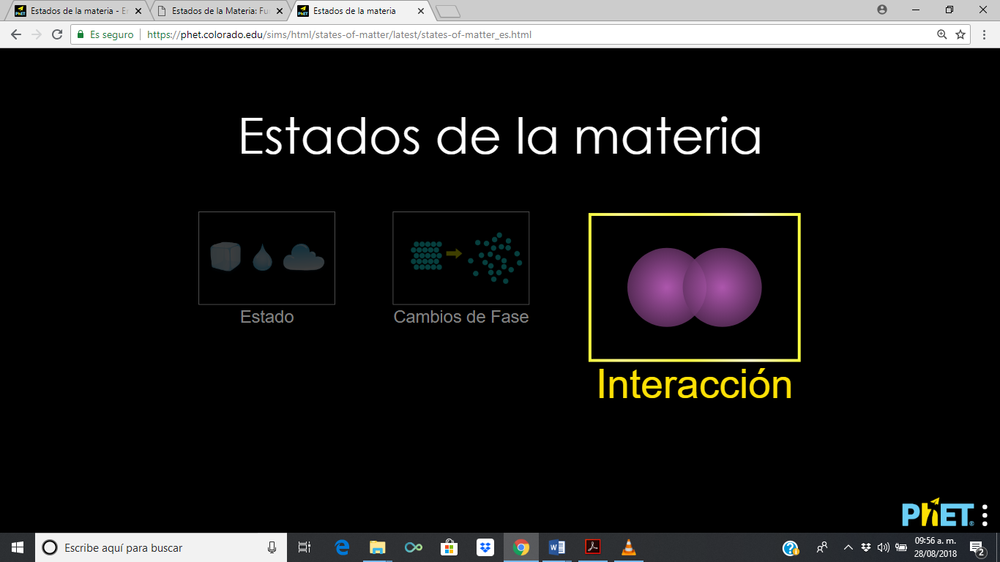 Estados de la materia - E
Estados de la Materia: Fu
Estados de la materia
Es seguro
https://phet.colorado.edu/sims/html/states-of-matter/latest/states-of-matter_es.html
Estados de la materia
Estado
Cambios de Fase
Interacción
PhET
Escribe aquí para buscar
09:56 a. m.
28/08/2018
2